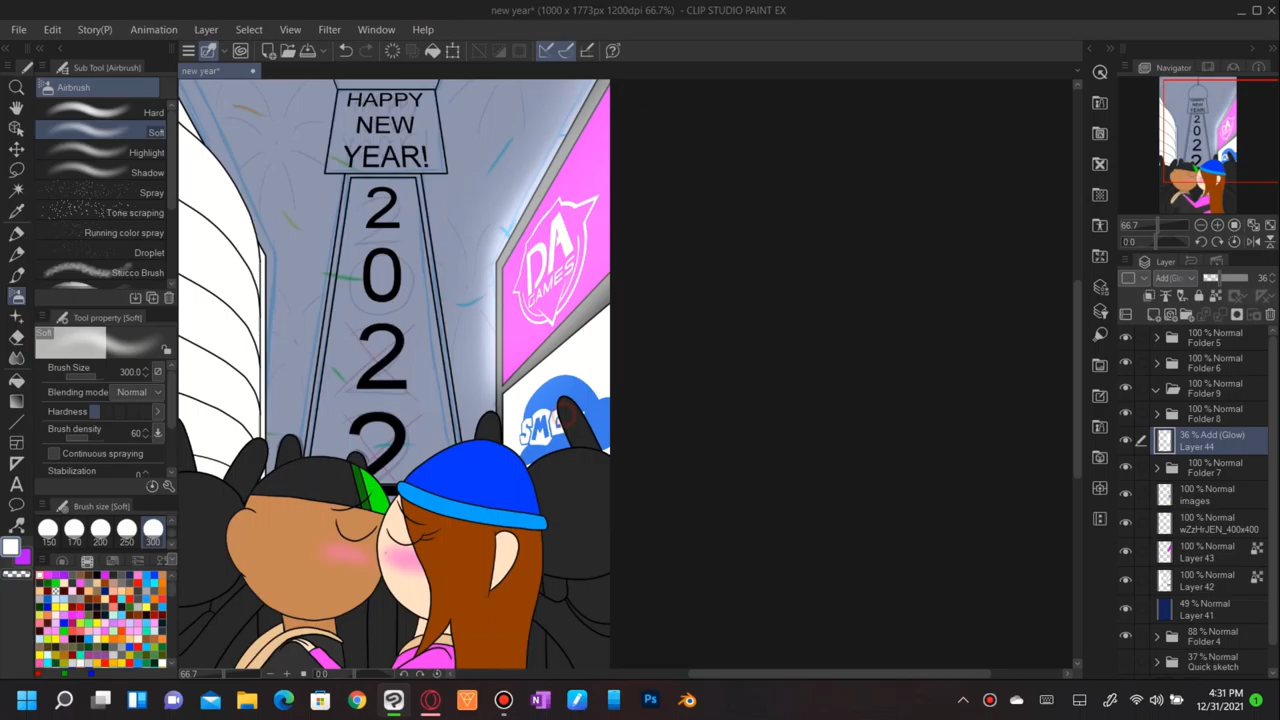 new year* (1000 x 1773px 1200dpi 66.7%) - CLIP STUDIO PAINT EX
File Edit Story(P) Animation Layer Select View Filter Window Help
Sub Tool [Airbrush]
new year*
Navigator
Airbrush
Hard
Soft
Highlight
Shadow
Spray
Tone scraping
Running color spray
Droplet
Stucco Brush
Tool property [Soft]
Soft
Brush Size 300.0
Blending mode Normal
Hardness
Brush density 60
Continuous spraying
Stabilization
Brush size [Soft]
150 170 200 250 300
HAPPY
NEW
YEAR!
2
0
2
2
DA
GAMES
66.7 0.0
66.7
0.0
Layer
36
100 % Normal
Folder 5
100 % Normal
Folder 6
100 % Normal
Folder 9
100 % Normal
Folder 8
36 % Add (Glow)
Layer 44
100 % Normal
Folder 7
100 % Normal
images
100 % Normal
wZzHrJEN_400x400
100 % Normal
Layer 43
100 % Normal
Layer 42
49 % Normal
Layer 41
88 % Normal
Folder 4
37 % Normal
Quick sketch
4:31 PM
12/31/2021